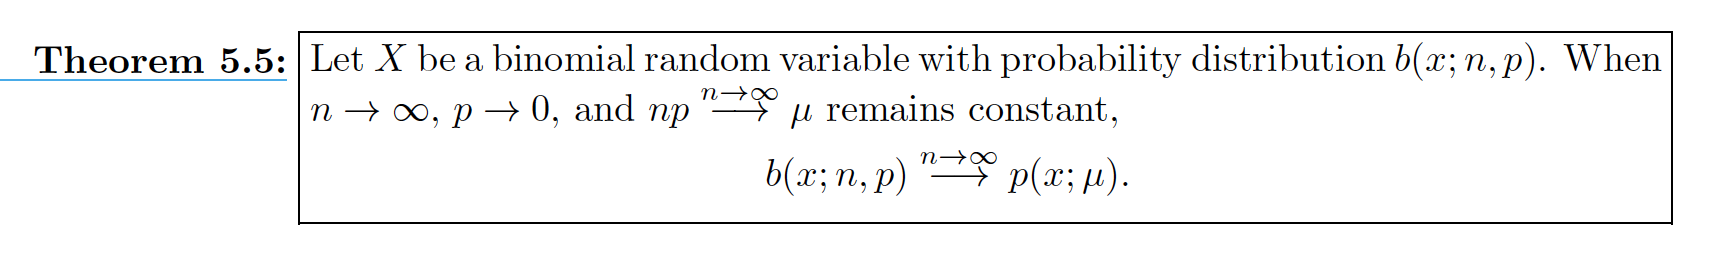 Theorem 5.5: Let X be a binomial random variable with probability distribution b(x; n, p). When
n → ∞, p → 0, and np n→∞⟶ μ remains constant,
b(x; n, p) n→∞⟶ p(x; μ).